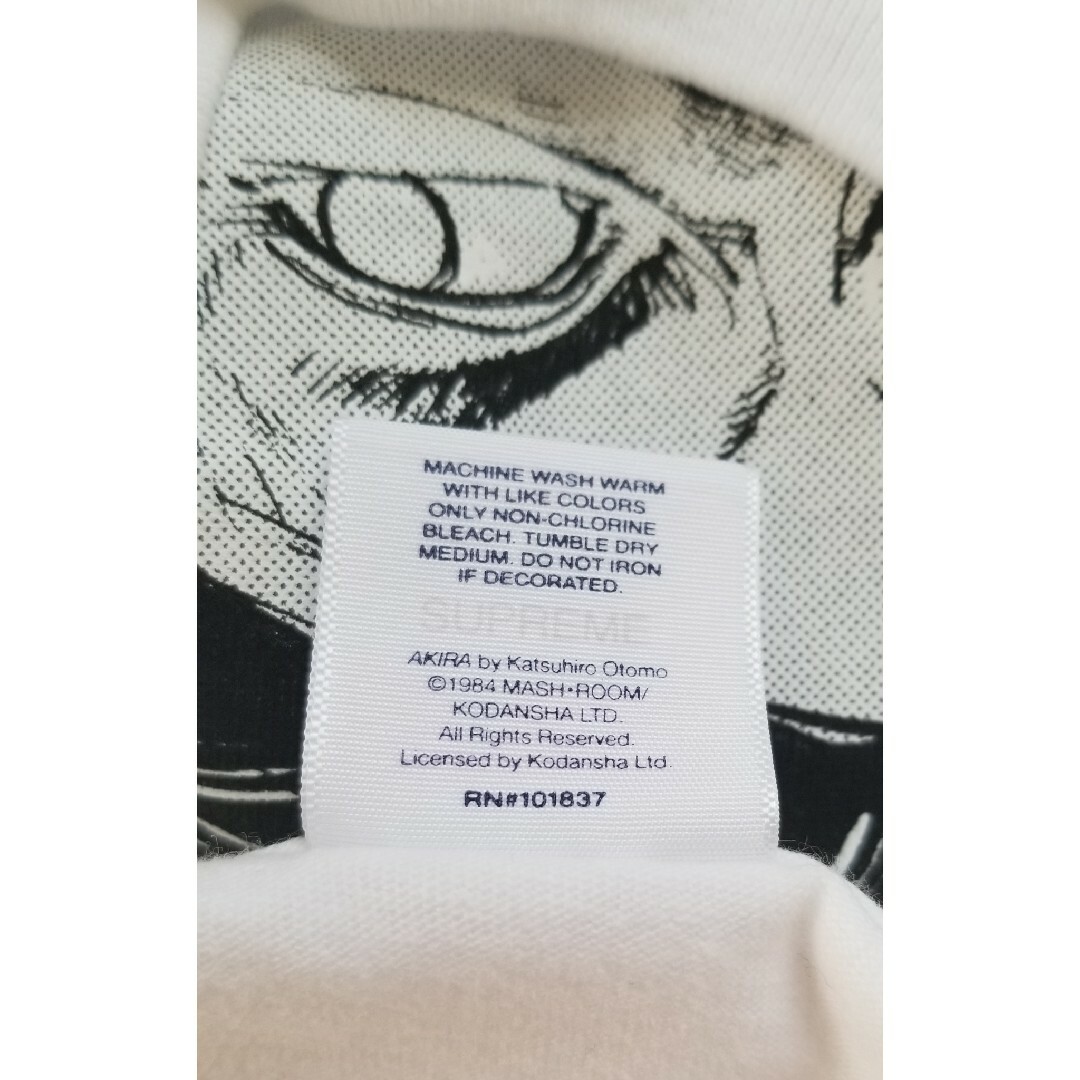 MACHINE WASH WARM
WITH LIKE COLORS
ONLY NON-CHLORINE
BLEACH. TUMBLE DRY
MEDIUM. DO NOT IRON
IF DECORATED.
SUPREME
AKIRA by Katsuhiro Otomo
©1984 MASH•ROOM/
KODANSHA LTD.
All Rights Reserved.
Licensed by Kodansha Ltd.
RN#101837